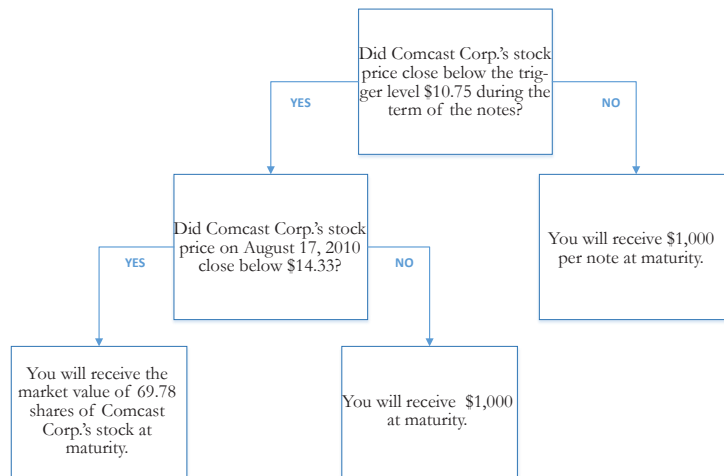 Did Comcast Corp.'s stock
price close below the trig-
ger level $10.75 during the
term of the notes?
YES
NO
Did Comcast Corp.'s stock
price on August 17, 2010
close below $14.33?
You will receive $1,000
per note at maturity.
YES
NO
You will receive the
market value of 69.78
shares of Comcast
Corp.'s stock at
maturity.
You will receive $1,000
at maturity.